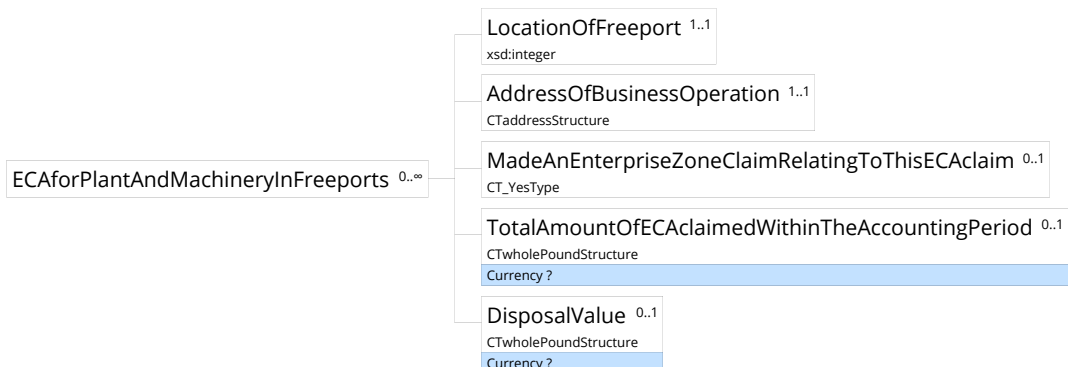 LocationOfFreeport 1..1
xsd:integer
AddressOfBusinessOperation 1..1
CTaddressStructure
ECAforPlantAndMachineryInFreeports 0..∞
MadeAnEnterpriseZoneClaimRelatingToThisECAclaim 0..1
CT_YesType
TotalAmountOfECAclaimedWithinTheAccountingPeriod 0..1
CTwholePoundStructure
Currency ?
DisposalValue 0..1
CTwholePoundStructure
Currency ?